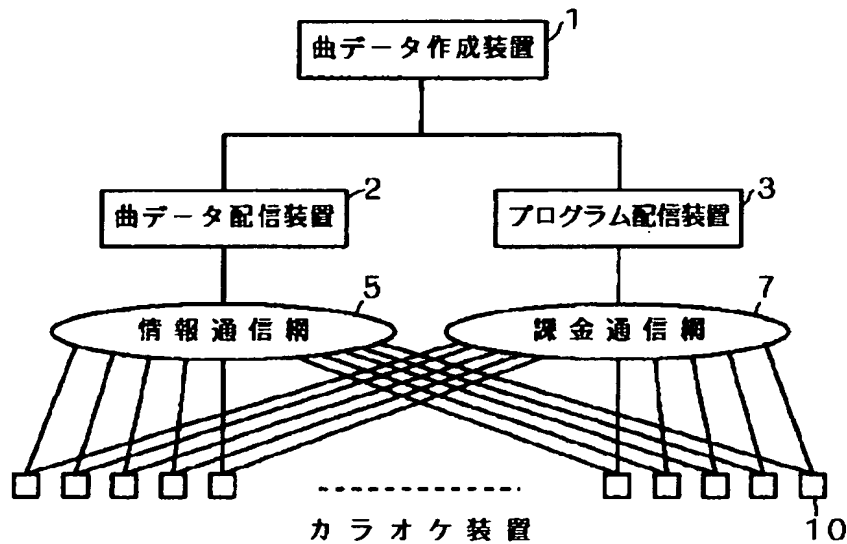 1
曲データ作成装置
2
曲データ配信装置
3
プログラム配信装置
5
情報通信網
7
課金通信網
カラオケ装置
10